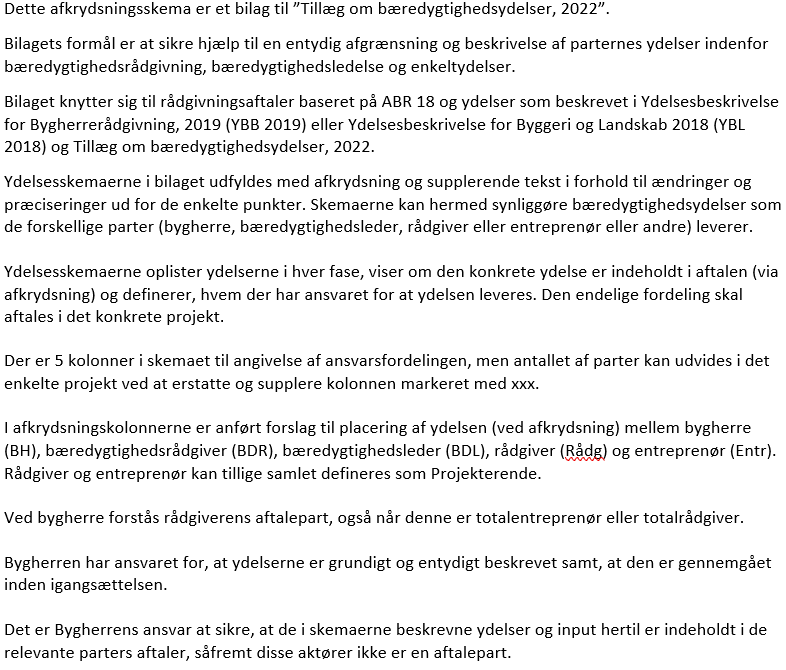 Dette afkrydsningsskema er et bilag til ”Tillæg om bæredygtighedsydelser, 2022”.
Bilagets formål er at sikre hjælp til en entydig afgrænsning og beskrivelse af parternes ydelser indenfor
bæredygtighedsrådgivning, bæredygtighedsledelse og enkeltydelser.
Bilaget knytter sig til rådgivningsaftaler baseret på ABR 18 og ydelser som beskrevet i Ydelsesbeskrivelse
for Bygherrerådgivning, 2019 (YBB 2019) eller Ydelsesbeskrivelse for Byggeri og Landskab 2018 (YBL
2018) og Tillæg om bæredygtighedsydelser, 2022.
Ydelsesskemaerne i bilaget udfyldes med afkrydsning og supplerende tekst i forhold til ændringer og
præciseringer ud for de enkelte punkter. Skemaerne kan hermed synliggøre bæredygtighedsydelser som
de forskellige parter (bygherre, bæredygtighedsleder, rådgiver eller entreprenør eller andre) leverer.
Ydelsesskemaerne oplister ydelserne i hver fase, viser om den konkrete ydelse er indeholdt i aftalen (via
afkrydsning) og definerer, hvem der har ansvaret for at ydelsen leveres. Den endelige fordeling skal
aftales i det konkrete projekt.
Der er 5 kolonner i skemaet til angivelse af ansvarsfordelingen, men antallet af parter kan udvides i det
enkelte projekt ved at erstatte og supplere kolonnen markeret med xxx.
I afkrydsningskolonnerne er anført forslag til placering af ydelsen (ved afkrydsning) mellem bygherre
(BH), bæredygtighedsrådgiver (BDR), bæredygtighedsleder (BDL), rådgiver (Rådg) og entreprenør (Entr).
Rådgiver og entreprenør kan tillige samlet defineres som Projekterende.
Ved bygherre forstås rådgiverens aftalepart, også når denne er totalentreprenør eller totalrådgiver.
Bygherren har ansvaret for, at ydelserne er grundigt og entydigt beskrevet samt, at den er gennemgået
inden igangsættelsen.
Det er Bygherrens ansvar at sikre, at de i skemaerne beskrevne ydelser og input hertil er indeholdt i de
relevante parters aftaler, såfremt disse aktører ikke er en aftalepart.